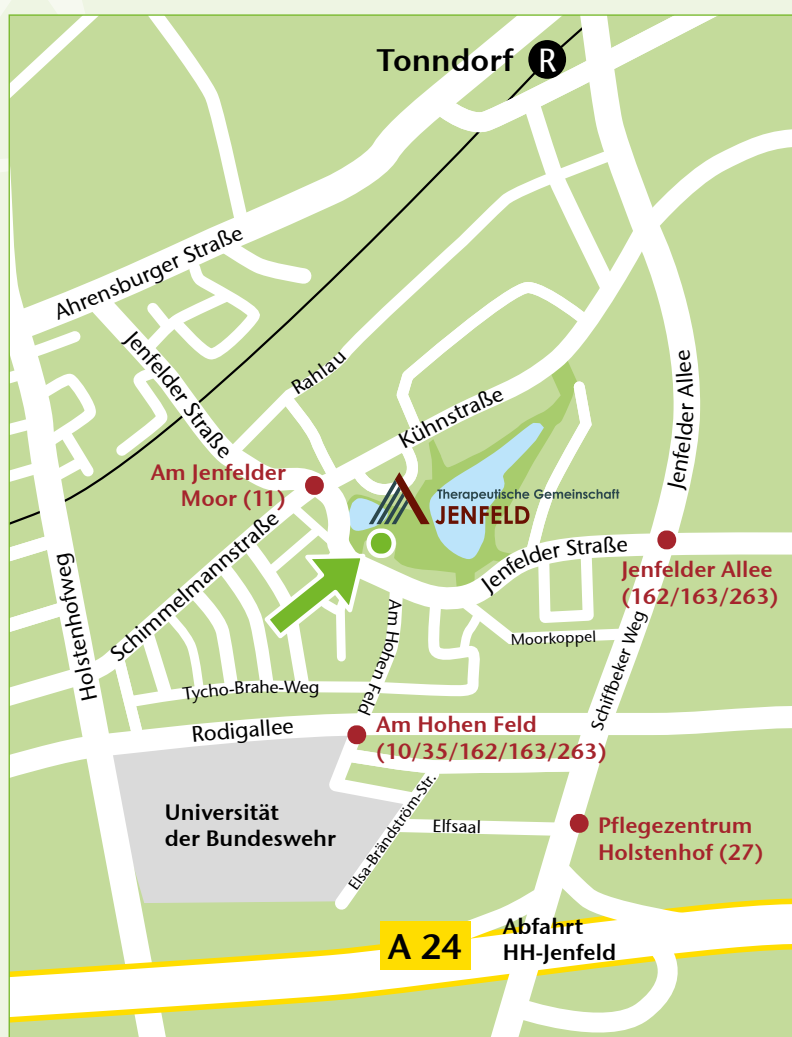 Tonndorf R
Ahrensburger Straße
Jenfelder Straße
Rahlau
Kühnstraße
Jenfelder Allee
Am Jenfelder
Moor (11)
Therapeutische Gemeinschaft
JENFELD
Schimmelmannstraße
Holstenhofweg
Jenfelder Straße
Jenfelder Allee
(162/163/263)
Am Hohen Feld
Moorkoppel
Schiffbeker Weg
Tycho-Brahe-Weg
Rodigallee
Am Hohen Feld
(10/35/162/163/263)
Universität
der Bundeswehr
Elsa-Brändström-Str.
Elfsaal
Pflegezentrum
Holstenhof (27)
A 24
Abfahrt
HH-Jenfeld